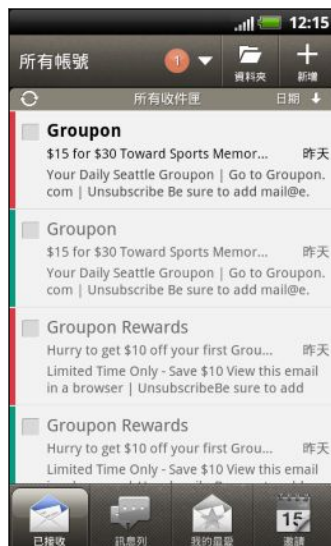 12:15
所有帳號
1
資料夾
新增
所有收件匣
日期
Groupon
$15 for $30 Toward Sports Memor... 昨天
Your Daily Seattle Groupon | Go to Groupon.
com | Unsubscribe Be sure to add mail@e.
Groupon
$15 for $30 Toward Sports Memor... 昨天
Your Daily Seattle Groupon | Go to Groupon.
com | Unsubscribe Be sure to add mail@e.
Groupon Rewards
Hurry to get $10 off your first Grou... 昨天
Limited Time Only - Save $10 View this email
in a browser | UnsubscribeBe sure to add
Groupon Rewards
Hurry to get $10 off your first Grou... 昨天
Limited Time Only - Save $10 View this email
已接收
訊息列
我的最愛
15
邀請